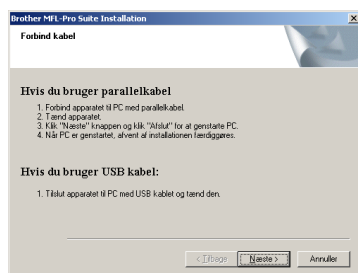 Brother MFL-Pro Suite Installation
Forbind kabel
Hvis du bruger parallelkabel
1. Forbind apparatet til PC med parallelkabel.
2. Tænd apparatet.
3. Klik "Næste" knappen og klik "Afslut" for at genstarte PC.
4. Når PC er genstartet, afvent af installationen færdiggøres.
Hvis du bruger USB kabel:
1. Tilslut apparatet til PC med USB kablet og tænd den.
< Tilbage Næste > Annuller